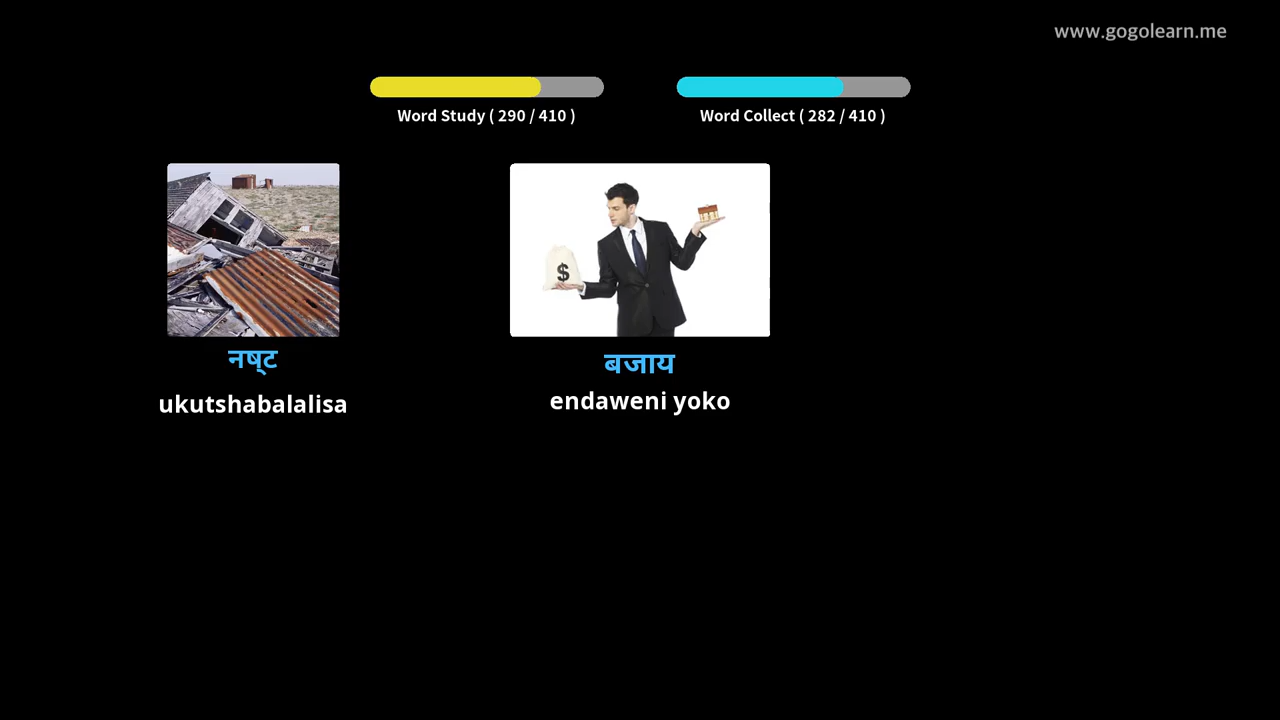 www.gogolearn.me
Word Study ( 290 / 410 )
Word Collect ( 282 / 410 )
$
नष्‌ट
ukutshabalalisa
बजाय
endaweni yoko